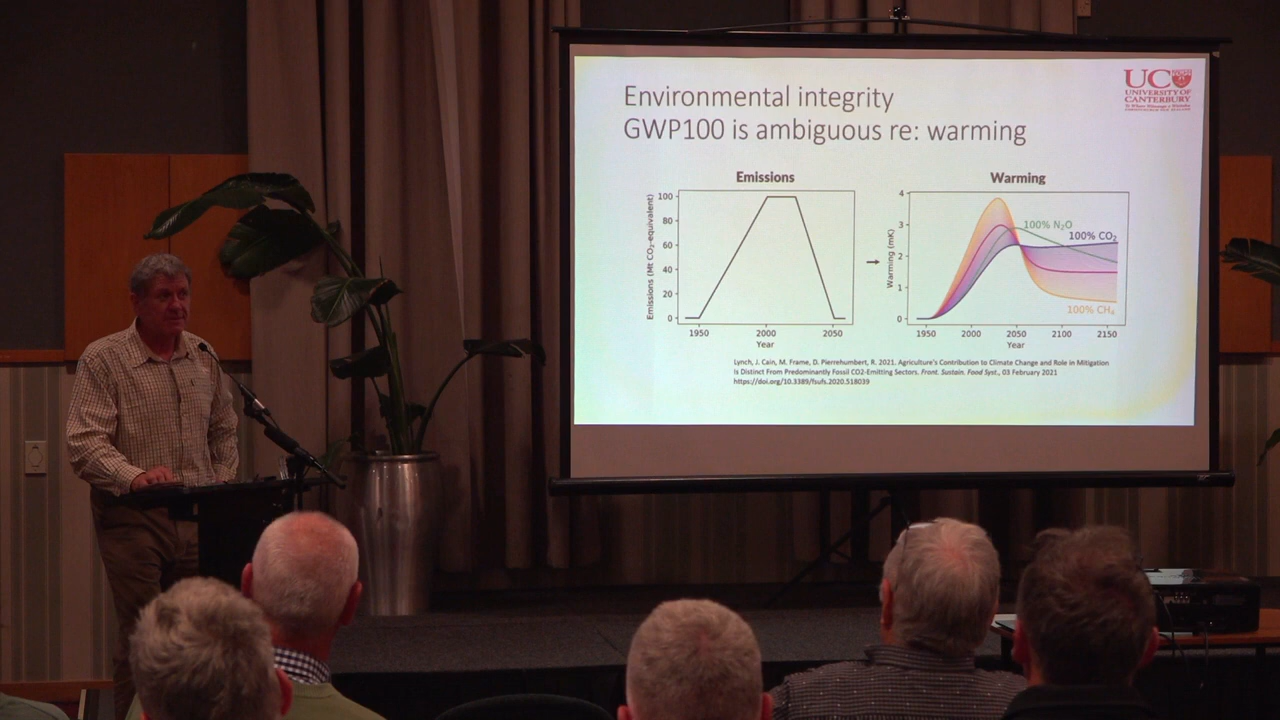 Environmental integrity
GWP100 is ambiguous re: warming
UC
UNIVERSITY OF
CANTERBURY
Emissions
Emissions (Mt CO₂-equivalent)
100
80
60
40
20
0
1950
2000
2050
Year
Warming
Warming (mK)
4
3
2
1
0
100% N₂O
100% CO₂
100% CH₄
1950
2000
2050
2100
2150
Year
Lynch, J. Cain, M. Frame, D. Pierrehumbert, R. 2021. Agriculture's Contribution to Climate Change and Role in Mitigation
Is Distinct From Predominantly Fossil CO2-Emitting Sectors. Front. Sustain. Food Syst., 03 February 2021
https://doi.org/10.3389/fsufs.2020.518039